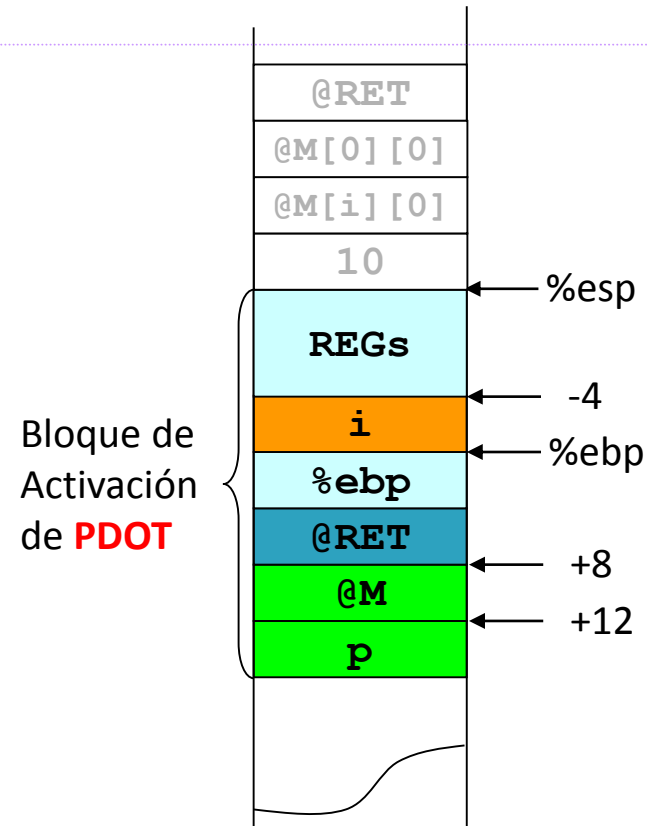 @RET
@M[0][0]
@M[i][0]
10
%esp
REGs
-4
i
%ebp
%ebp
@RET
+8
@M
+12
p
Bloque de
Activación
de PDOT